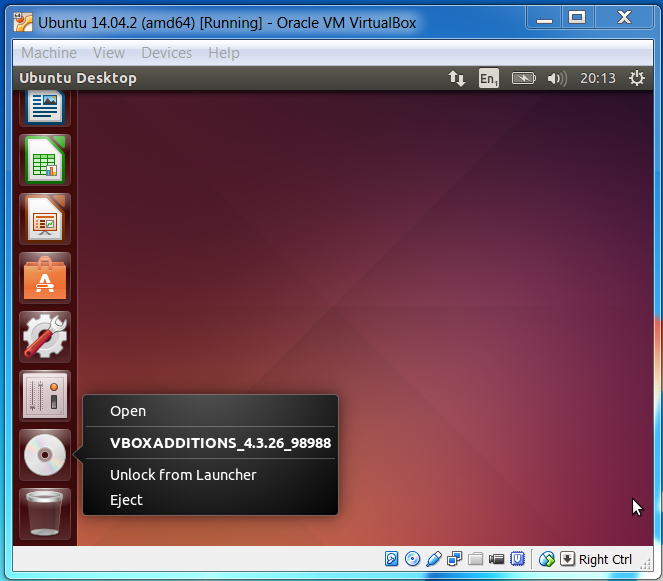 Ubuntu 14.04.2 (amd64) [Running] - Oracle VM VirtualBox
Machine View Devices Help
Ubuntu Desktop En1 20:13
A
Open
VBOXADDITIONS_4.3.26_98988
Unlock from Launcher
Eject
Right Ctrl